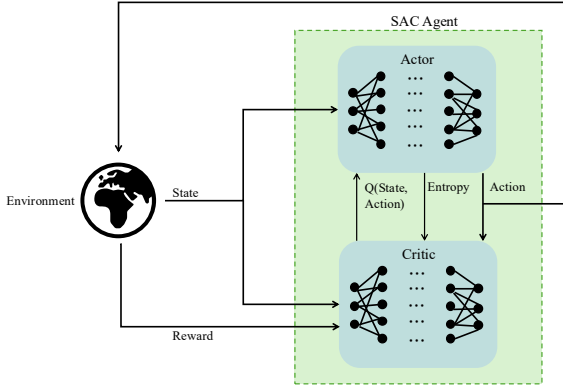 SAC Agent
Actor
Environment
State
Q(State,
Action)
Entropy
Action
Critic
Reward